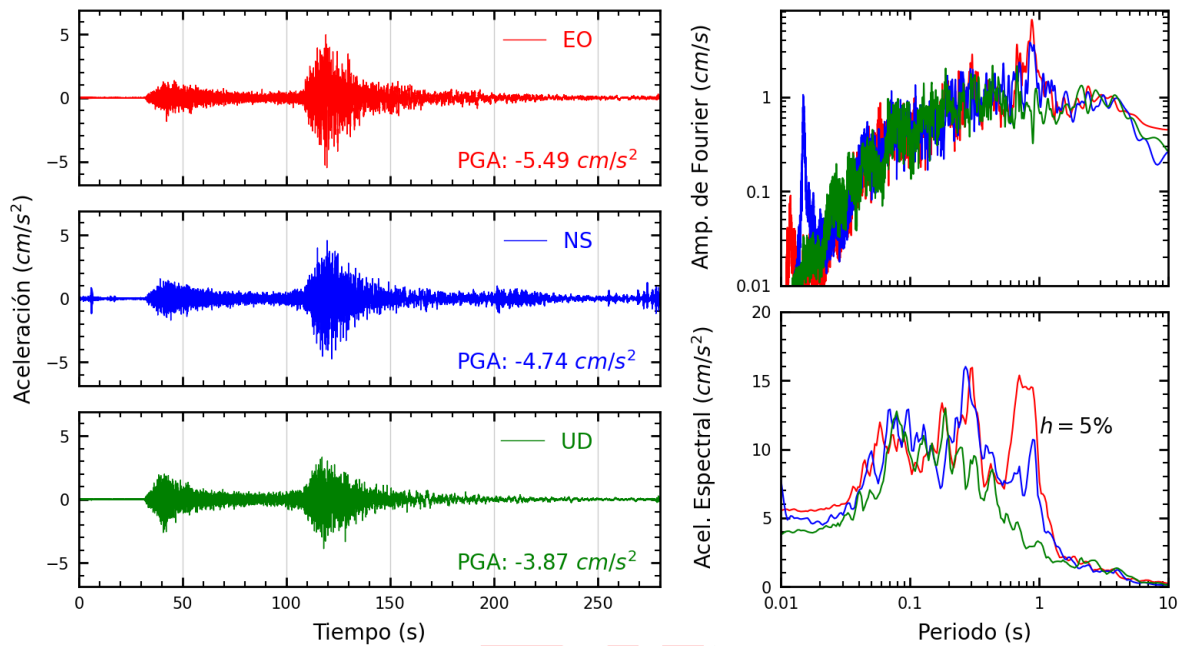 Aceleración (cm/s²)
5
0
−5
EO
PGA: -5.49 cm/s²
5
0
−5
NS
PGA: -4.74 cm/s²
5
0
−5
UD
PGA: -3.87 cm/s²
0 50 100 150 200 250
Tiempo (s)
Amp. de Fourier (cm/s)
1
0.1
0.01
Acel. Espectral (cm/s²)
20
15
10
5
0
h = 5%
0.01 0.1 1 10
Periodo (s)